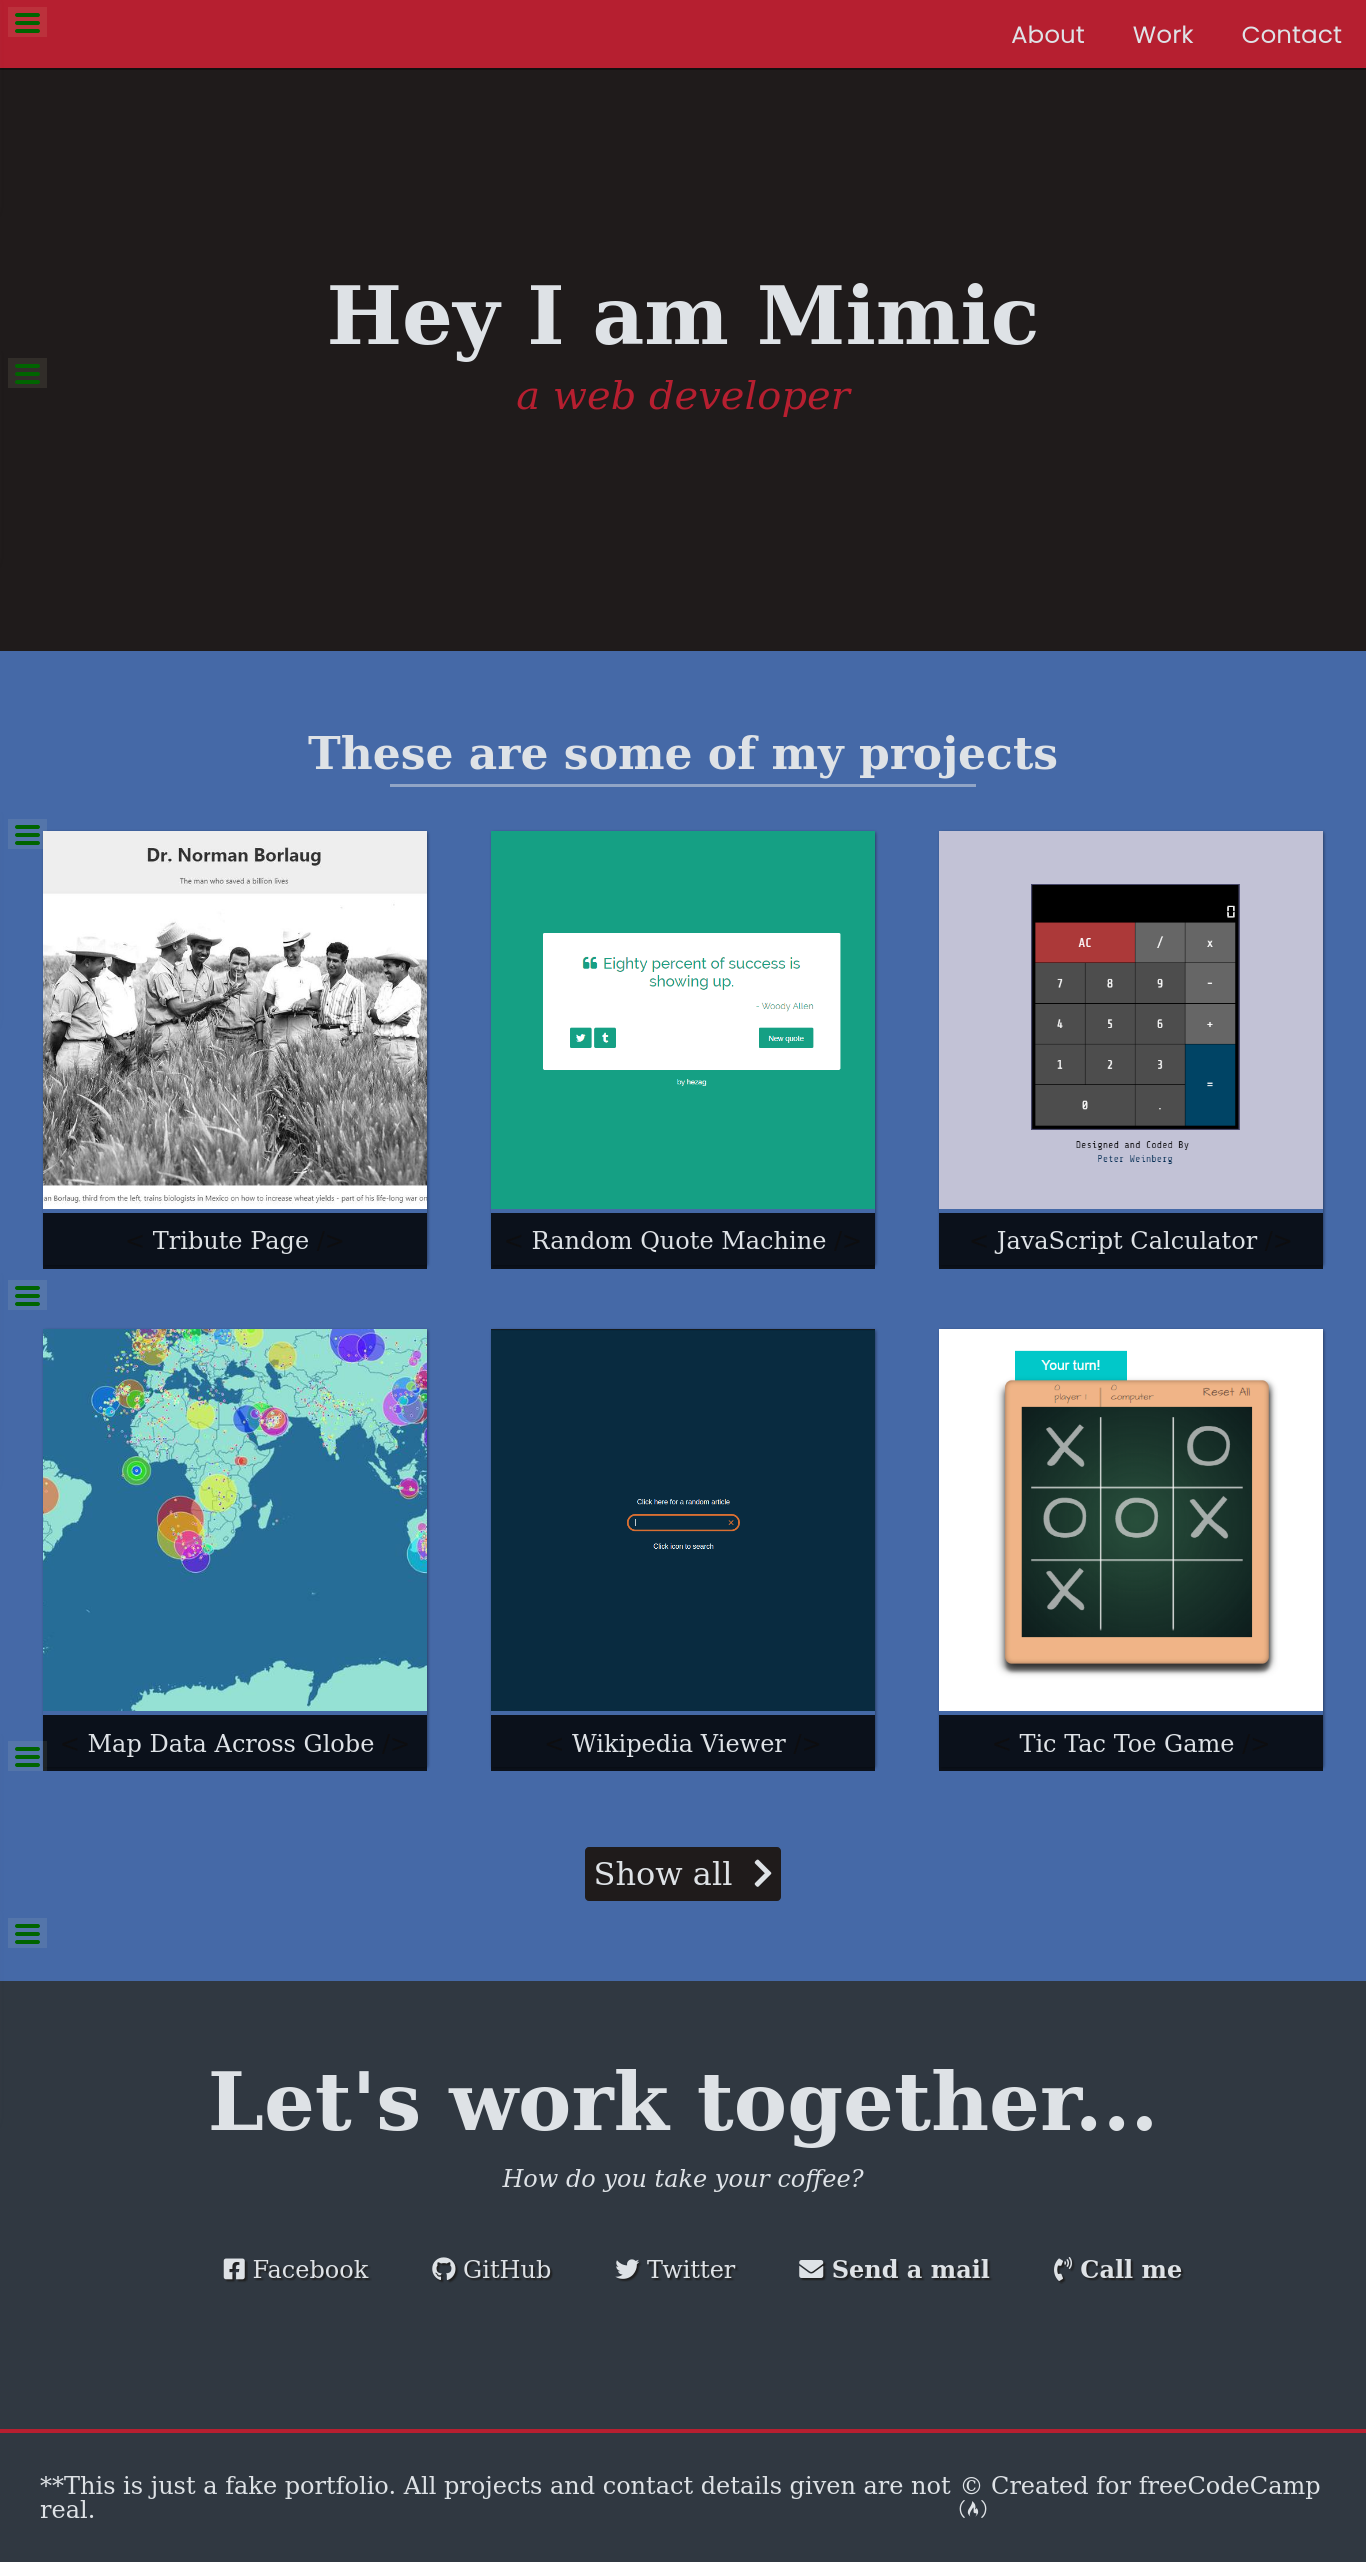 About Work Contact
Hey I am Mimic
a web developer
These are some of my projects
Dr. Norman Borlaug
The man who saved a billion lives
an Borlaug, third from the left, trains biologists in Mexico on how to increase wheat yields - part of his life-long war on
Tribute Page
Eighty percent of success is
showing up.
- Woody Allen
New quote
by hezag
Random Quote Machine
0
AC / x
7 8 9 -
4 5 6 +
1 2 3
=
0 .
Designed and Coded By
Peter Weinberg
JavaScript Calculator
Map Data Across Globe
Click here for a random article
Click icon to search
Wikipedia Viewer
Your turn!
0 0
player 1 computer Reset All
X O
O O X
X
Tic Tac Toe Game
Show all
Let's work together...
How do you take your coffee?
Facebook GitHub Twitter Send a mail Call me
**This is just a fake portfolio. All projects and contact details given are not
real.
© Created for freeCodeCamp